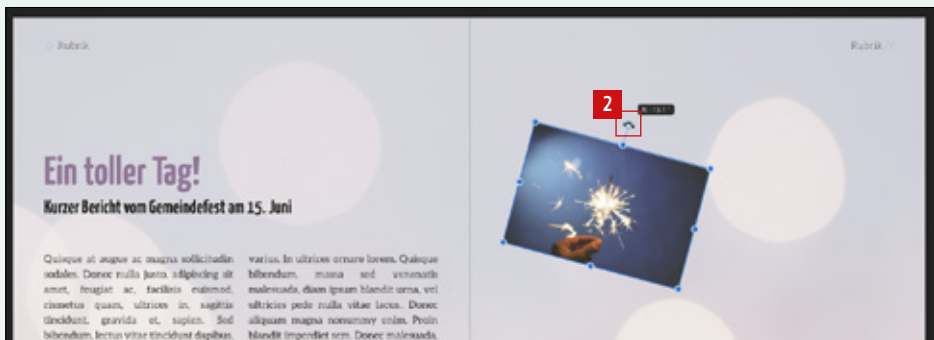 // Rubrik
Rubrik //
2
Ein toller Tag!
Kurzer Bericht vom Gemeindefest am 15. Juni
Quisque at augue ac magna sollicitudin
sodales. Donec nulla justo, adipiscing sit
amet, feugiat ac, facilisis euismod,
risus quam, ultrices in, sagittis
tincidunt, gravida et, sapien. Sed
bibendum, lectus vitae tincidunt dapibus,
varius. In ultrices ornare lorem. Quisque
bibendum, massa sed venenatis
malesuada, diam ipsum blandit urna, vel
ultricies pede nulla vitae lacus. Donec
aliquam magna nonummy enim. Proin
blandit imperdiet sem. Donec malesuada,